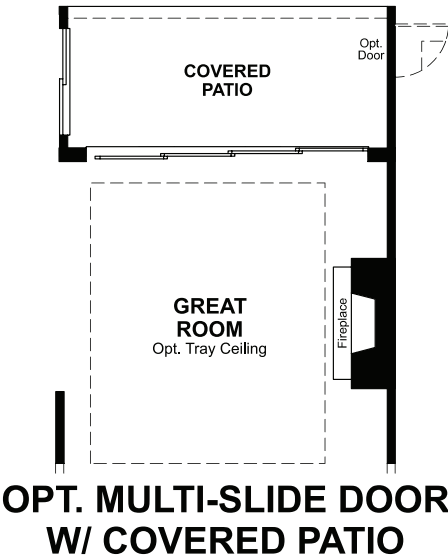 Opt.
Door
COVERED
PATIO
GREAT
ROOM
Opt. Tray Ceiling
Fireplace
OPT. MULTI-SLIDE DOOR
W/ COVERED PATIO